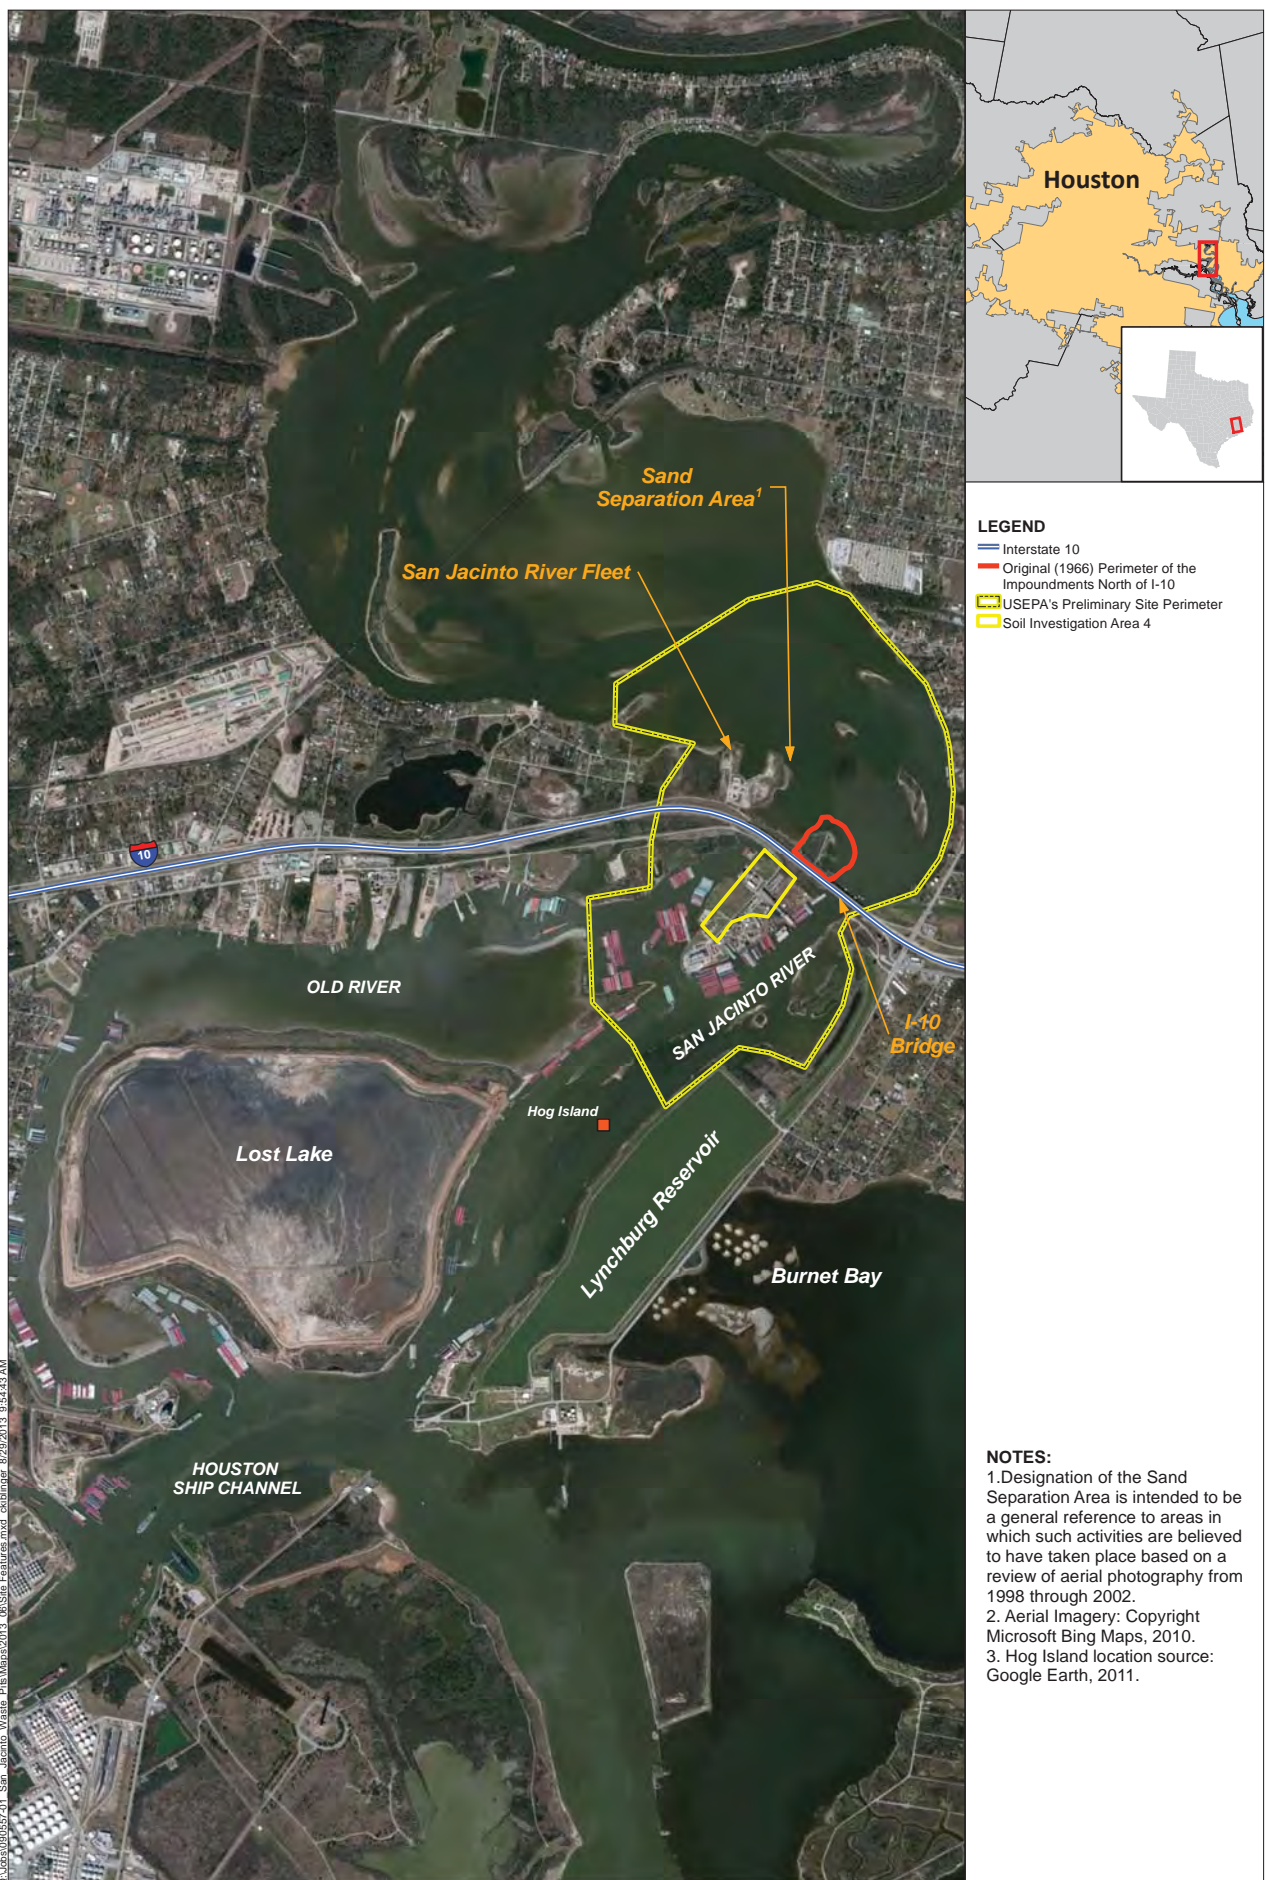 Houston
LEGEND
Interstate 10
Original (1966) Perimeter of the
Impoundments North of I-10
USEPA's Preliminary Site Perimeter
Soil Investigation Area 4
Sand
Separation Area1
San Jacinto River Fleet
10
OLD RIVER
SAN JACINTO RIVER
I-10
Bridge
Hog Island
Lost Lake
Lynchburg Reservoir
Burnet Bay
HOUSTON
SHIP CHANNEL
NOTES:
1.Designation of the Sand
Separation Area is intended to be
a general reference to areas in
which such activities are believed
to have taken place based on a
review of aerial photography from
1998 through 2002.
2. Aerial Imagery: Copyright
Microsoft Bing Maps, 2010.
3. Hog Island location source:
Google Earth, 2011.